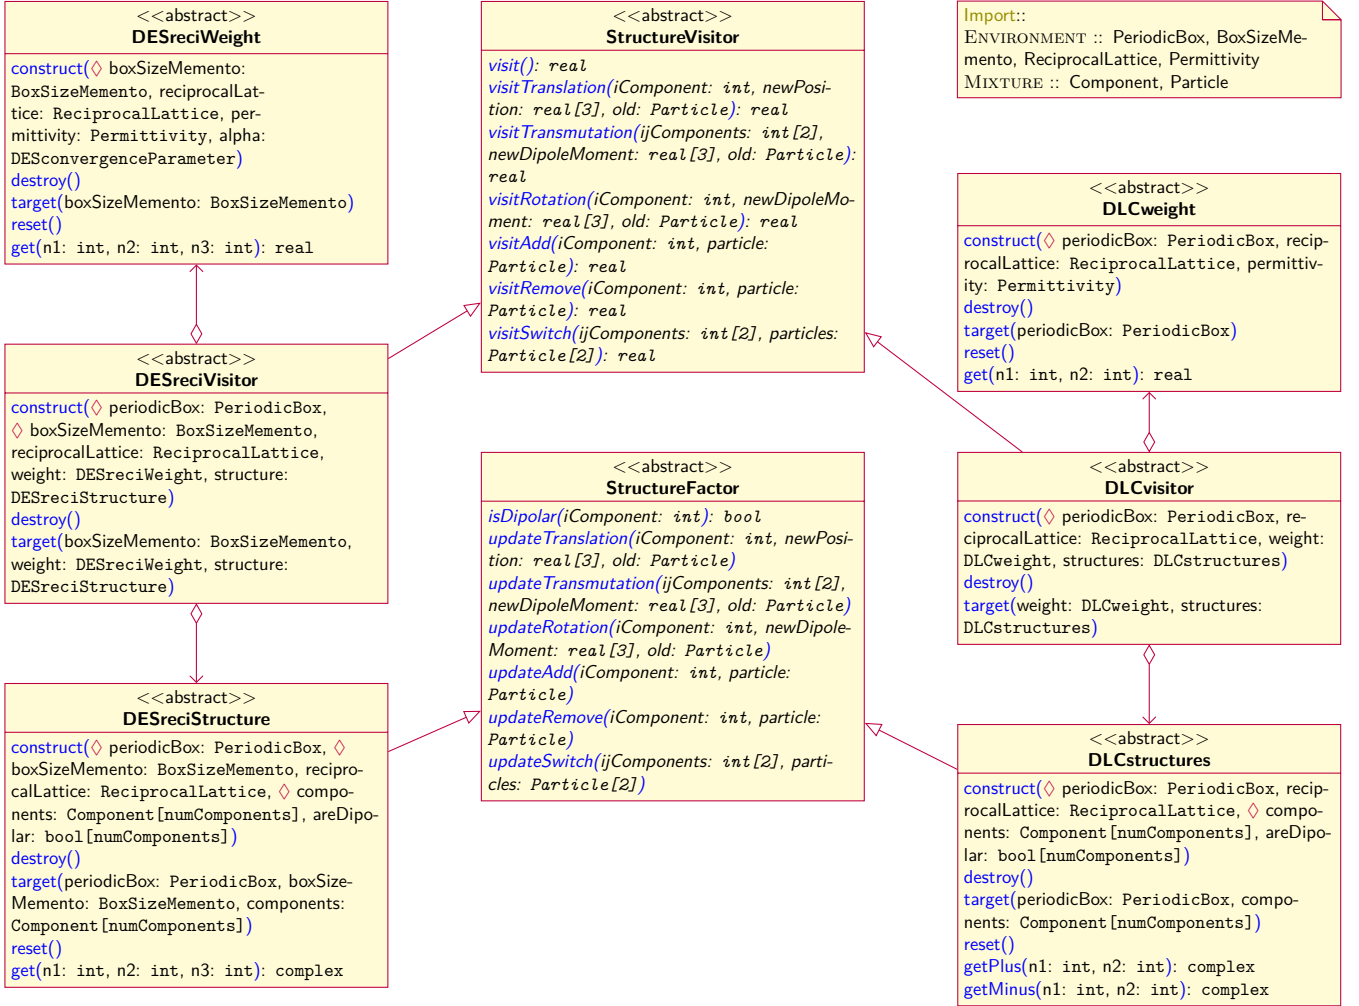 <<abstract>>
DESreciWeight
construct(◊ boxSizeMemento:
BoxSizeMemento, reciprocalLat-
tice: ReciprocalLattice, per-
mittivity: Permittivity, alpha:
DESconvergenceParameter)
destroy()
target(boxSizeMemento: BoxSizeMemento)
reset()
get(n1: int, n2: int, n3: int): real
<<abstract>>
DESreciVisitor
construct(◊ periodicBox: PeriodicBox,
◊ boxSizeMemento: BoxSizeMemento,
reciprocalLattice: ReciprocalLattice,
weight: DESreciWeight, structure:
DESreciStructure)
destroy()
target(boxSizeMemento: BoxSizeMemento,
weight: DESreciWeight, structure:
DESreciStructure)
<<abstract>>
DESreciStructure
construct(◊ periodicBox: PeriodicBox, ◊
boxSizeMemento: BoxSizeMemento, recipro-
calLattice: ReciprocalLattice, ◊ compo-
nents: Component[numComponents], areDipo-
lar: bool[numComponents])
destroy()
target(periodicBox: PeriodicBox, boxSize-
Memento: BoxSizeMemento, components:
Component[numComponents])
reset()
get(n1: int, n2: int, n3: int): complex
<<abstract>>
StructureVisitor
visit(): real
visitTranslation(iComponent: int, newPosi-
tion: real[3], old: Particle): real
visitTransmutation(ijComponents: int[2],
newDipoleMoment: real[3], old: Particle):
real
visitRotation(iComponent: int, newDipoleMo-
ment: real[3], old: Particle): real
visitAdd(iComponent: int, particle:
Particle): real
visitRemove(iComponent: int, particle:
Particle): real
visitSwitch(ijComponents: int[2], particles:
Particle[2]): real
<<abstract>>
StructureFactor
isDipolar(iComponent: int): bool
updateTranslation(iComponent: int, newPosi-
tion: real[3], old: Particle)
updateTransmutation(ijComponents: int[2],
newDipoleMoment: real[3], old: Particle)
updateRotation(iComponent: int, newDipole-
Moment: real[3], old: Particle)
updateAdd(iComponent: int, particle:
Particle)
updateRemove(iComponent: int, particle:
Particle)
updateSwitch(ijComponents: int[2], parti-
cles: Particle[2])
Import::
ENVIRONMENT :: PeriodicBox, BoxSizeMe-
mento, ReciprocalLattice, Permittivity
MIXTURE :: Component, Particle
<<abstract>>
DLCweight
construct(◊ periodicBox: PeriodicBox, recip-
rocalLattice: ReciprocalLattice, permittiv-
ity: Permittivity)
destroy()
target(periodicBox: PeriodicBox)
reset()
get(n1: int, n2: int): real
<<abstract>>
DLCvisitor
construct(◊ periodicBox: PeriodicBox, re-
ciprocalLattice: ReciprocalLattice, weight:
DLCweight, structures: DLCstructures)
destroy()
target(weight: DLCweight, structures:
DLCstructures)
<<abstract>>
DLCstructures
construct(◊ periodicBox: PeriodicBox, recip-
rocalLattice: ReciprocalLattice, ◊ compo-
nents: Component[numComponents], areDipo-
lar: bool[numComponents])
destroy()
target(periodicBox: PeriodicBox, compo-
nents: Component[numComponents])
reset()
getPlus(n1: int, n2: int): complex
getMinus(n1: int, n2: int): complex